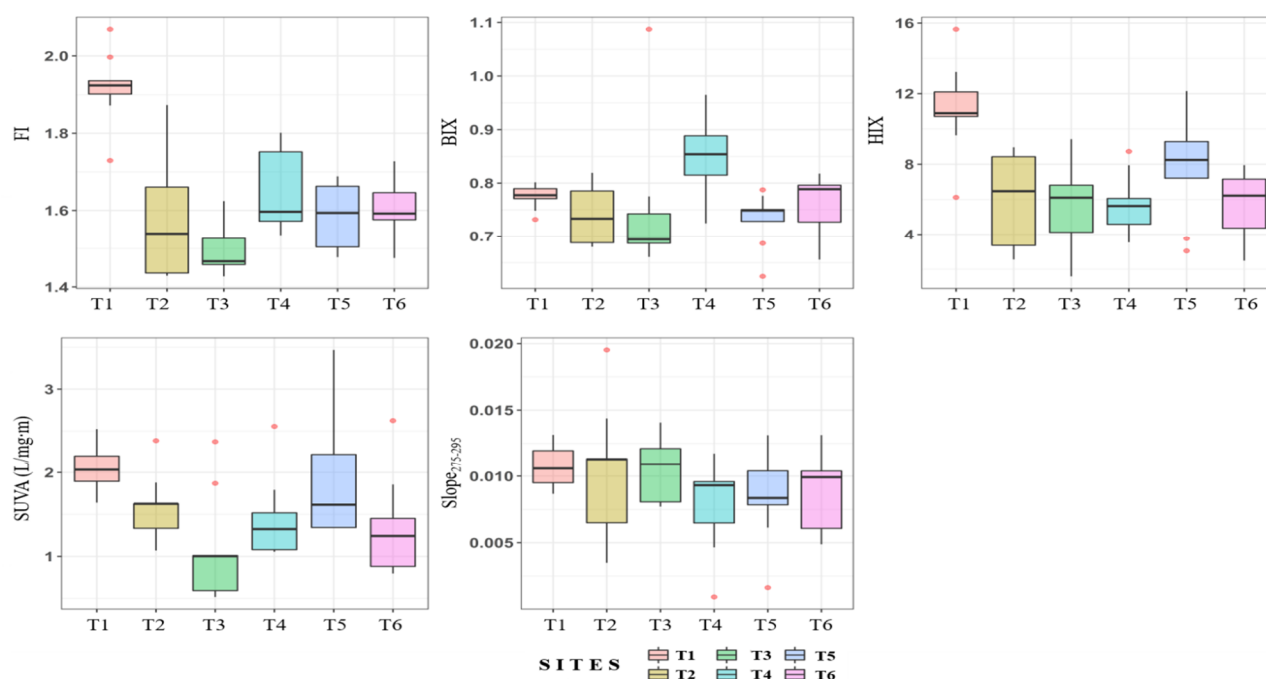 FI
2.0
1.8
1.6
1.4
T1 T2 T3 T4 T5 T6
BIX
1.1
1.0
0.9
0.8
0.7
T1 T2 T3 T4 T5 T6
HIX
16
12
8
4
T1 T2 T3 T4 T5 T6
SUVA (L/mg·m)
3
2
1
T1 T2 T3 T4 T5 T6
Slope275-295
0.020
0.015
0.010
0.005
T1 T2 T3 T4 T5 T6
SITES
T1 T3 T5
T2 T4 T6